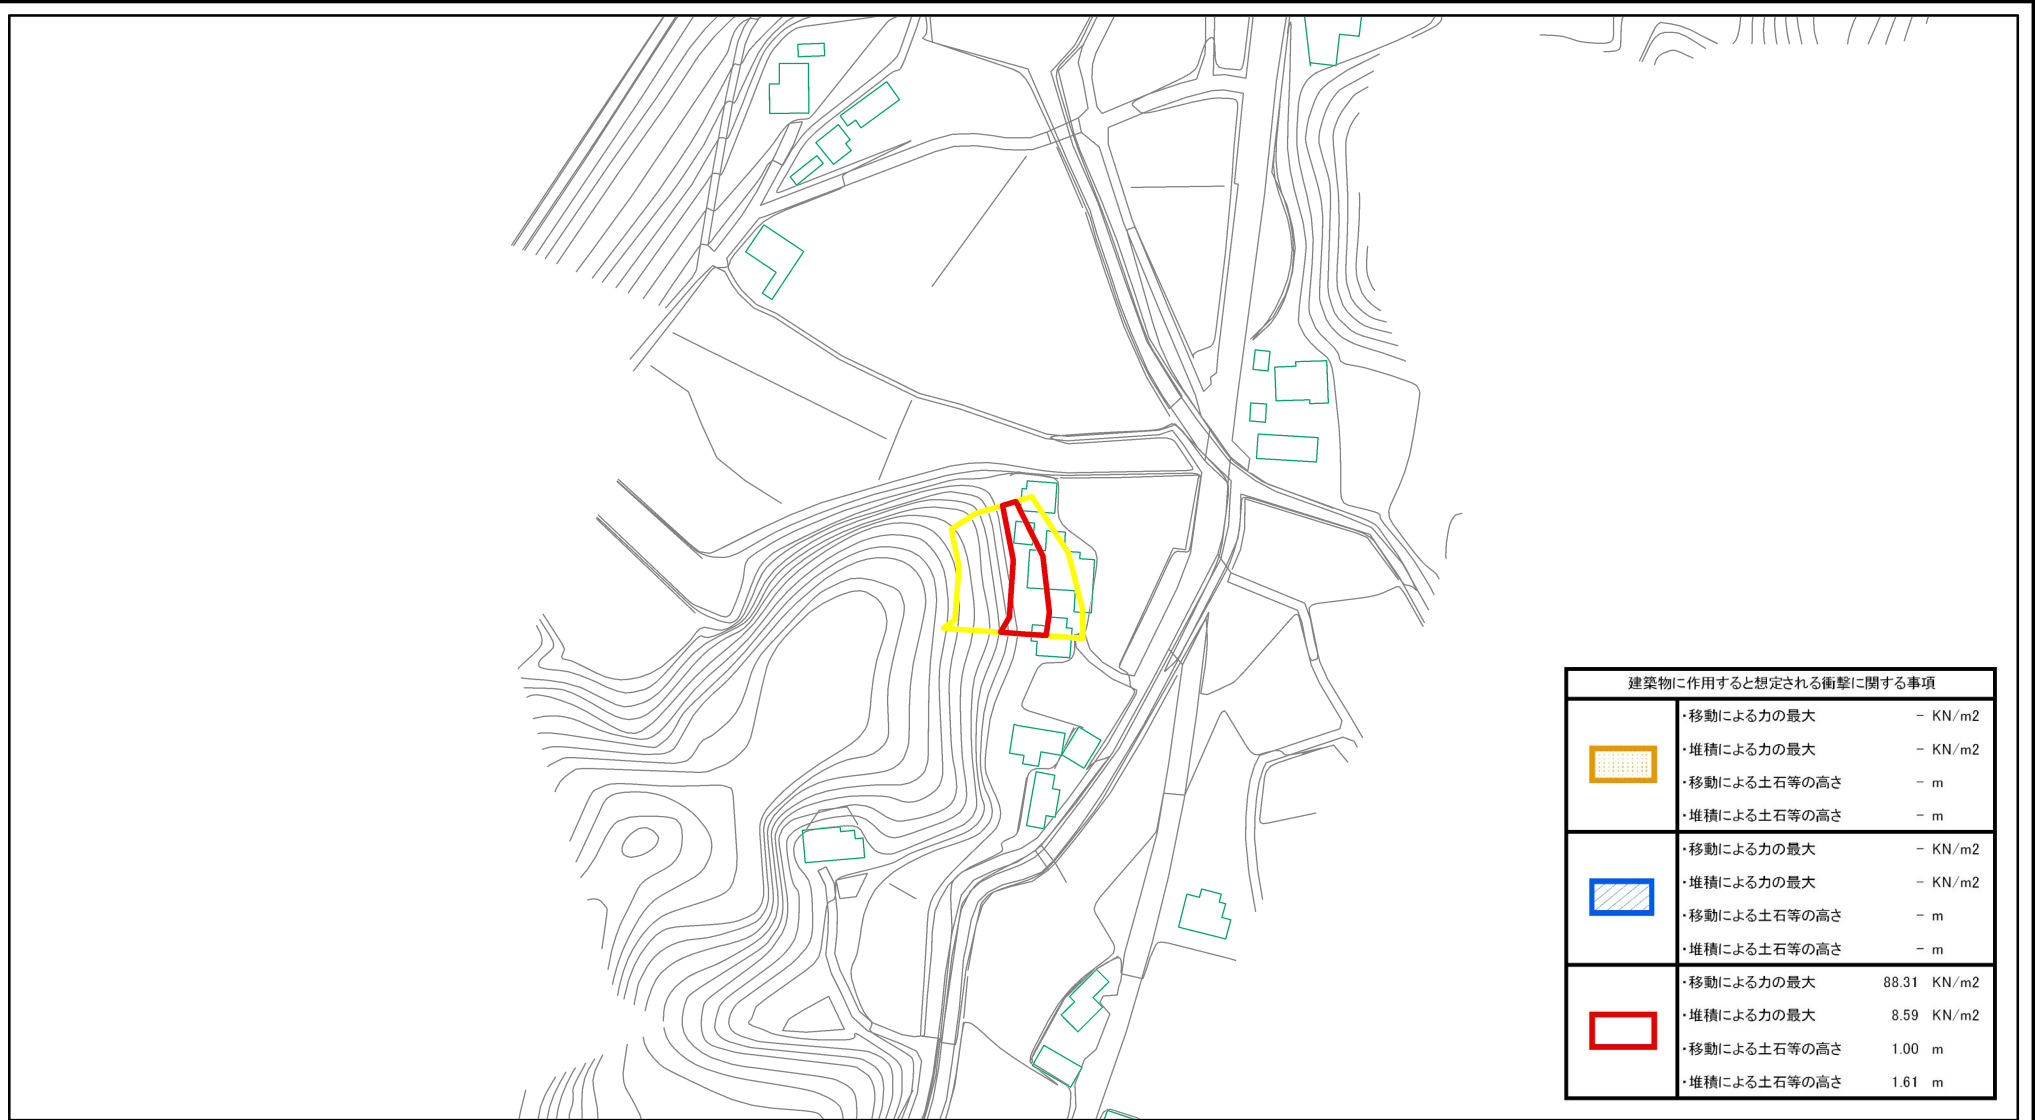 建築物に作用すると想定される衝撃に関する事項
・移動による力の最大 - KN/m2
・堆積による力の最大 - KN/m2
・移動による土石等の高さ - m
・堆積による土石等の高さ - m
・移動による力の最大 - KN/m2
・堆積による力の最大 - KN/m2
・移動による土石等の高さ - m
・堆積による土石等の高さ - m
・移動による力の最大 88.31 KN/m2
・堆積による力の最大 8.59 KN/m2
・移動による土石等の高さ 1.00 m
・堆積による土石等の高さ 1.61 m